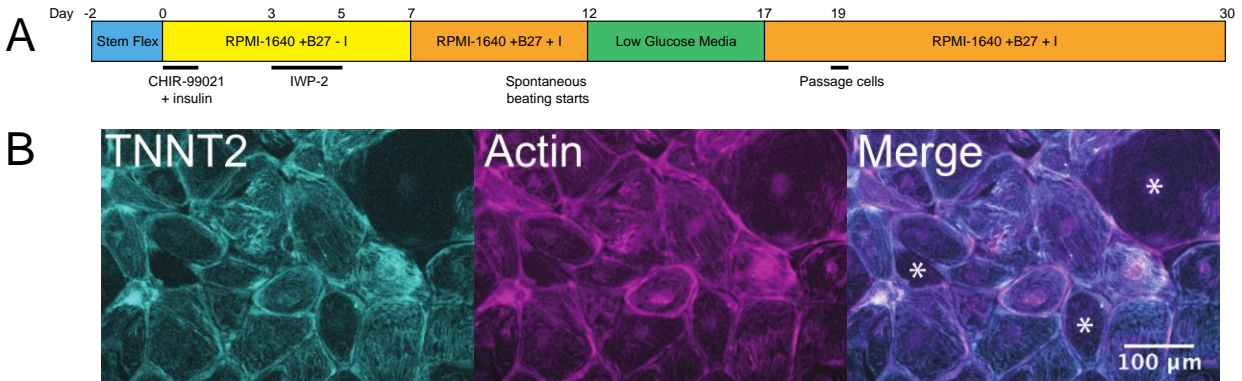 Day -2 0 3 5 7 12 17 19 30
A
Stem Flex RPMI-1640 +B27 - I RPMI-1640 +B27 + I Low Glucose Media RPMI-1640 +B27 + I
CHIR-99021 IWP-2 Spontaneous Passage cells
+ insulin beating starts
B
TNNT2 Actin Merge
*
*
*
100 µm